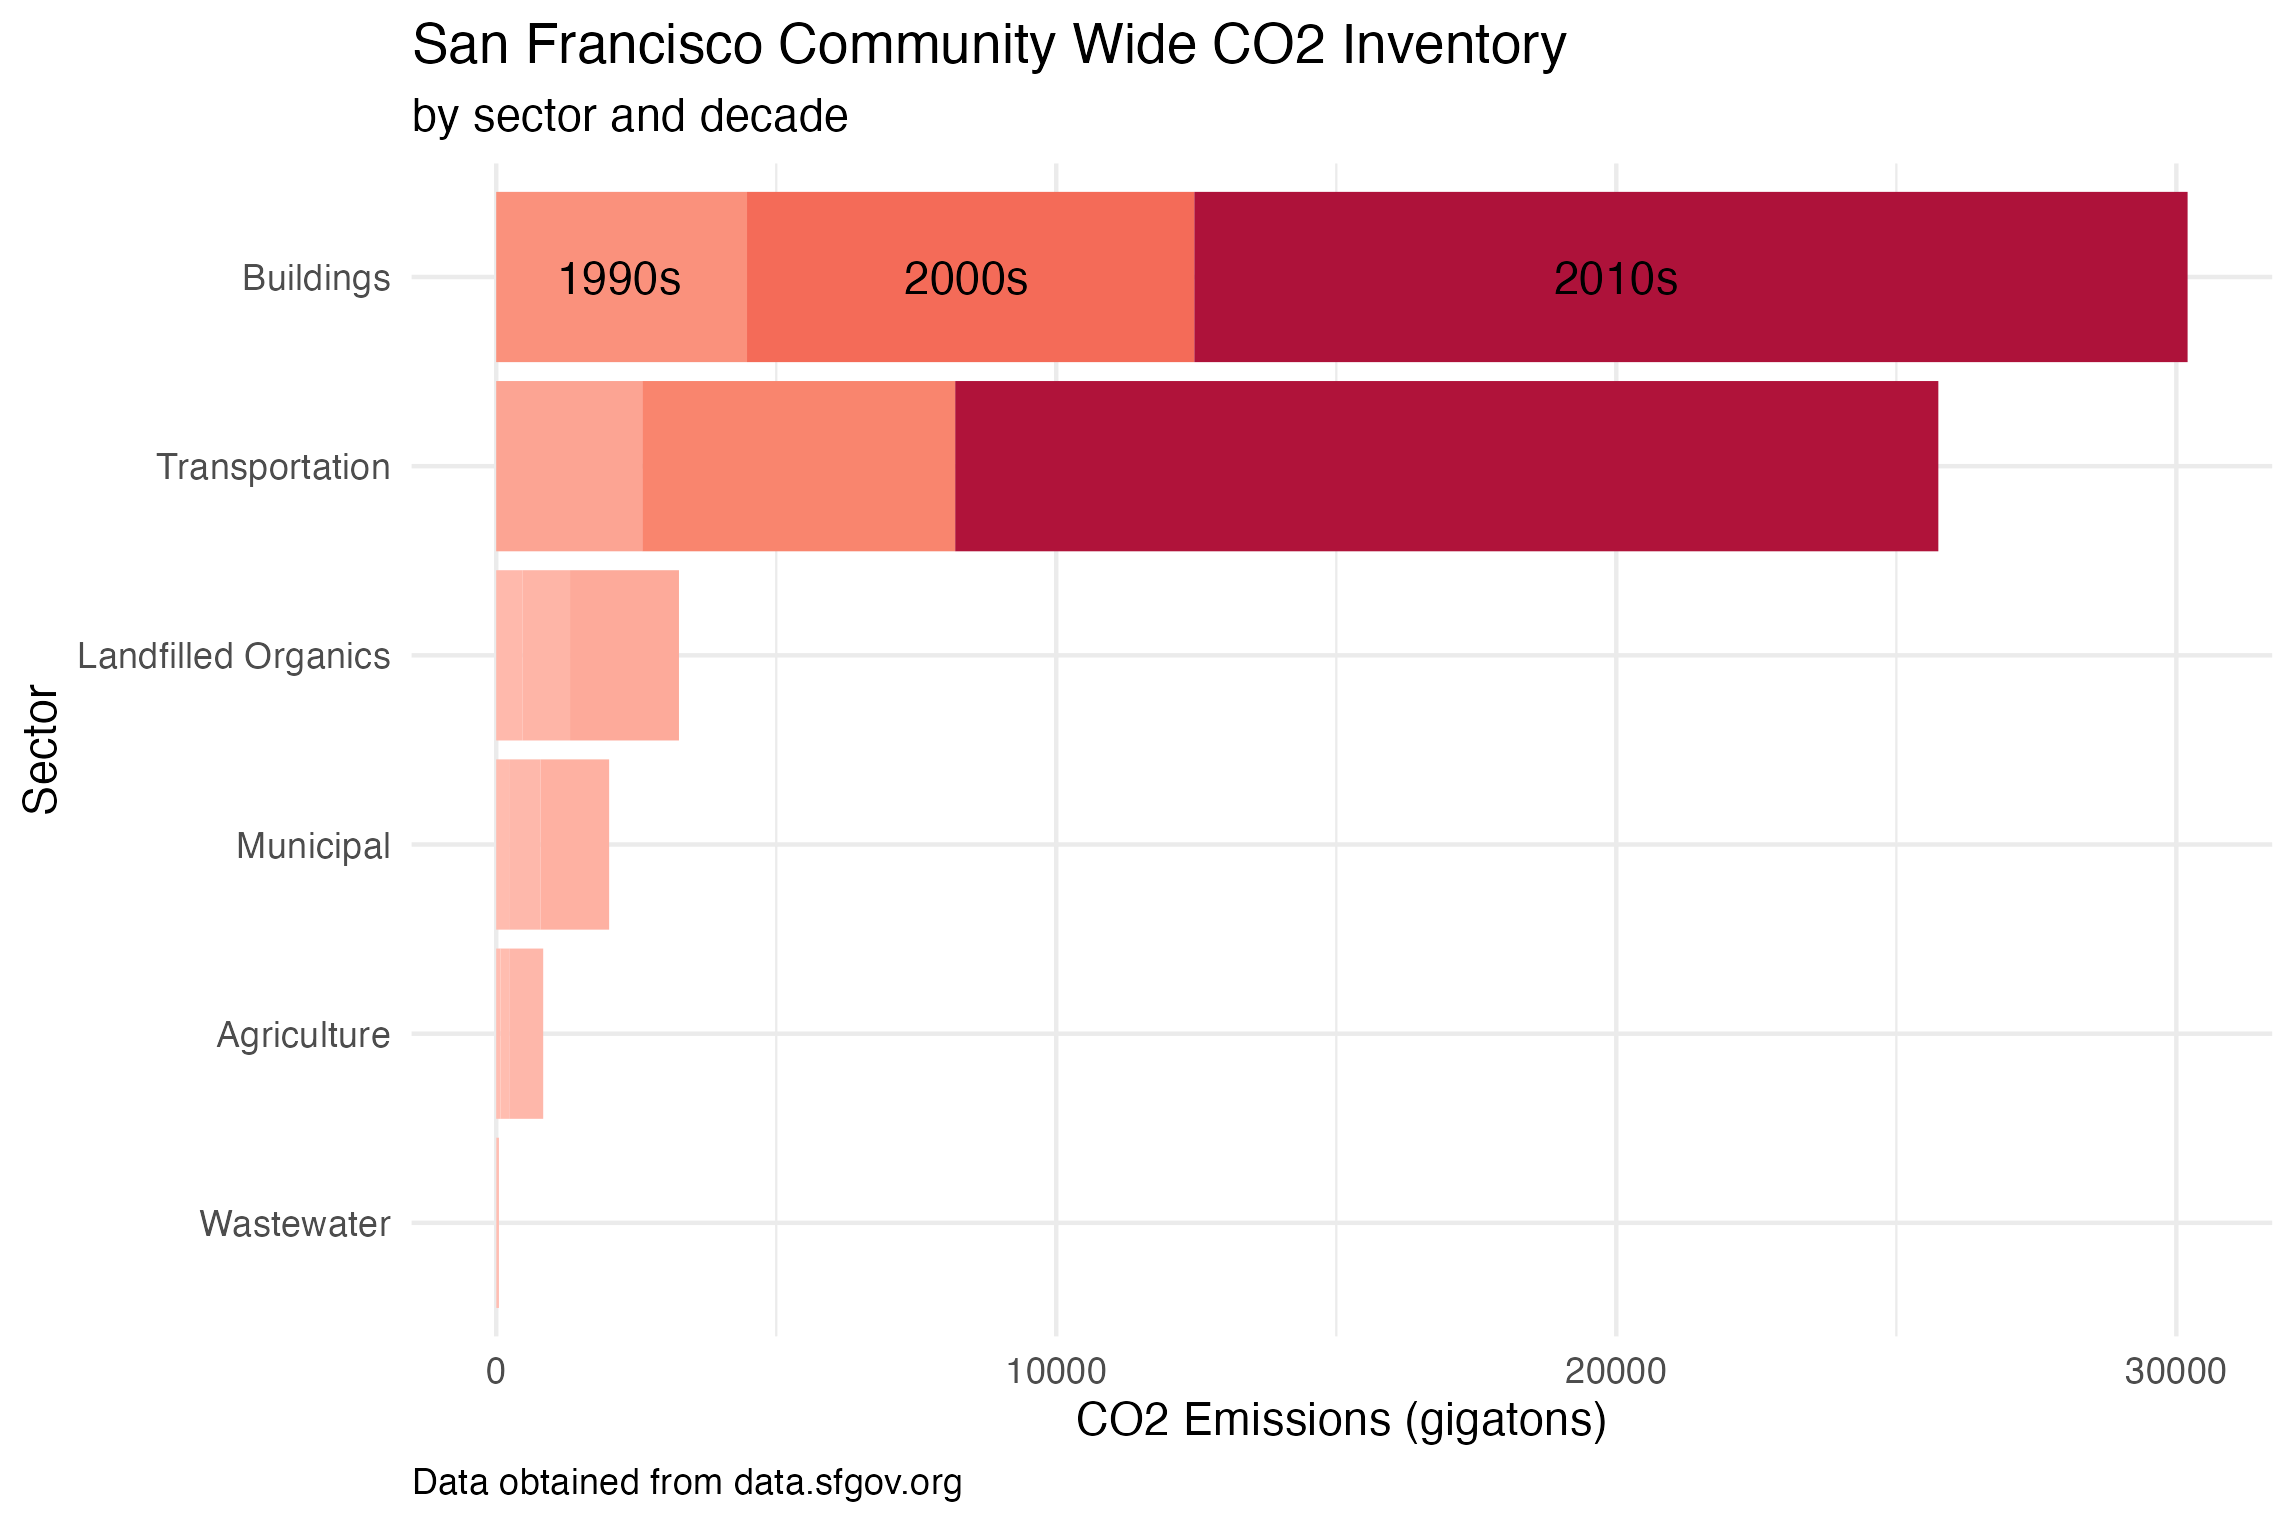 San Francisco Community Wide CO2 Inventory
by sector and decade
Sector
Buildings
1990s 2000s 2010s
Transportation
Landfilled Organics
Municipal
Agriculture
Wastewater
0 10000 20000 30000
CO2 Emissions (gigatons)
Data obtained from data.sfgov.org